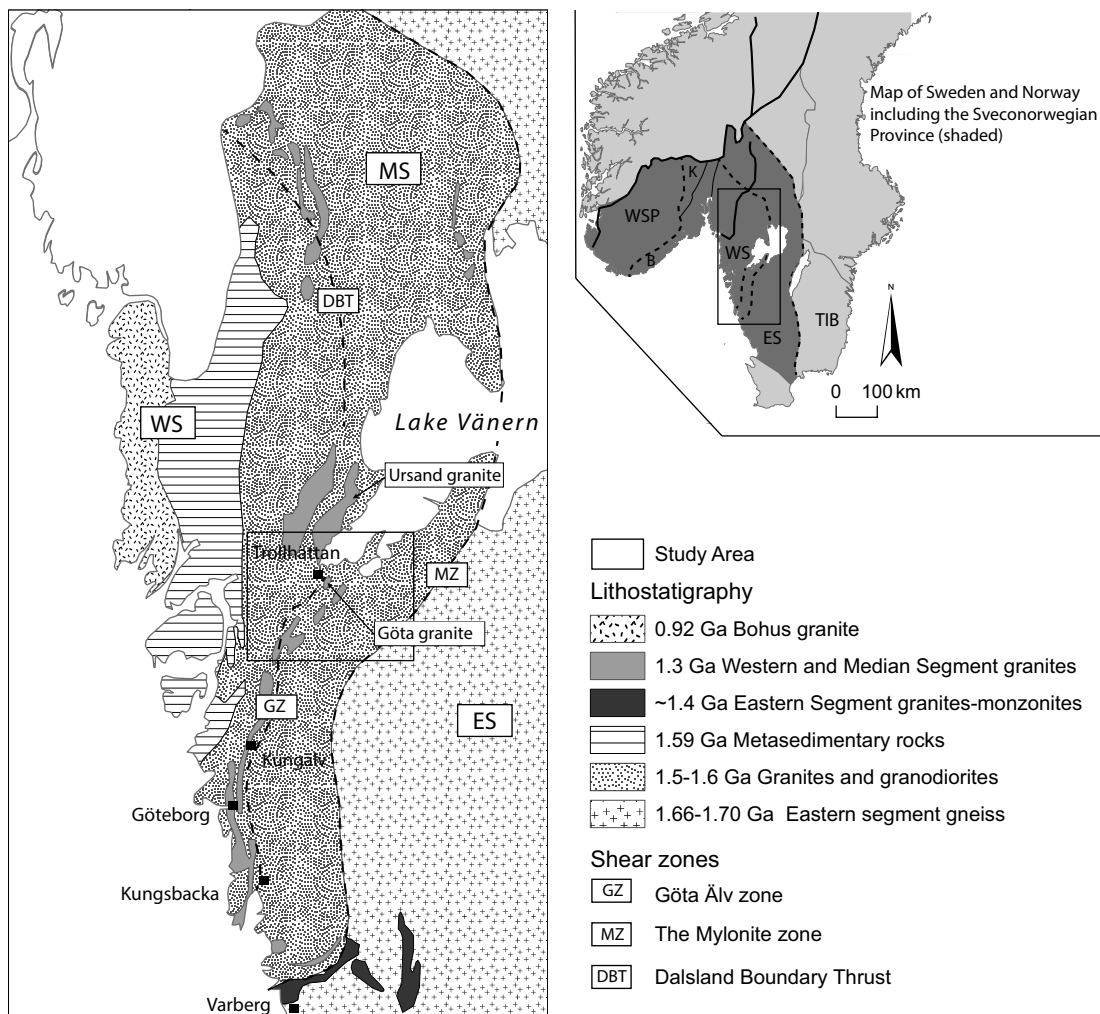 MS
DBT
WS
Lake Vänern
Ursand granite
Trollhättan
MZ
Göta granite
GZ
ES
Kungälv
Göteborg
Kungsbacka
Varberg
Map of Sweden and Norway
including the Sveconorwegian
Province (shaded)
K
WSP
WS
B
N
TIB
ES
0 100 km
Study Area
Lithostatigraphy
0.92 Ga Bohus granite
1.3 Ga Western and Median Segment granites
~1.4 Ga Eastern Segment granites-monzonites
1.59 Ga Metasedimentary rocks
1.5-1.6 Ga Granites and granodiorites
1.66-1.70 Ga Eastern segment gneiss
Shear zones
GZ Göta Älv zone
MZ The Mylonite zone
DBT Dalsland Boundary Thrust